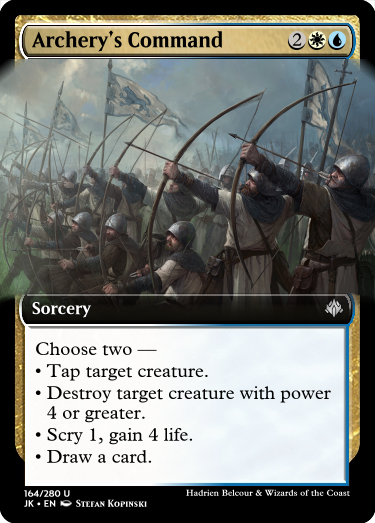 Archery's Command 2
Sorcery
Choose two —
• Tap target creature.
• Destroy target creature with power
4 or greater.
• Scry 1, gain 4 life.
• Draw a card.
164/280 U
JK • EN Stefan Kopinski
Hadrien Belcour & Wizards of the Coast